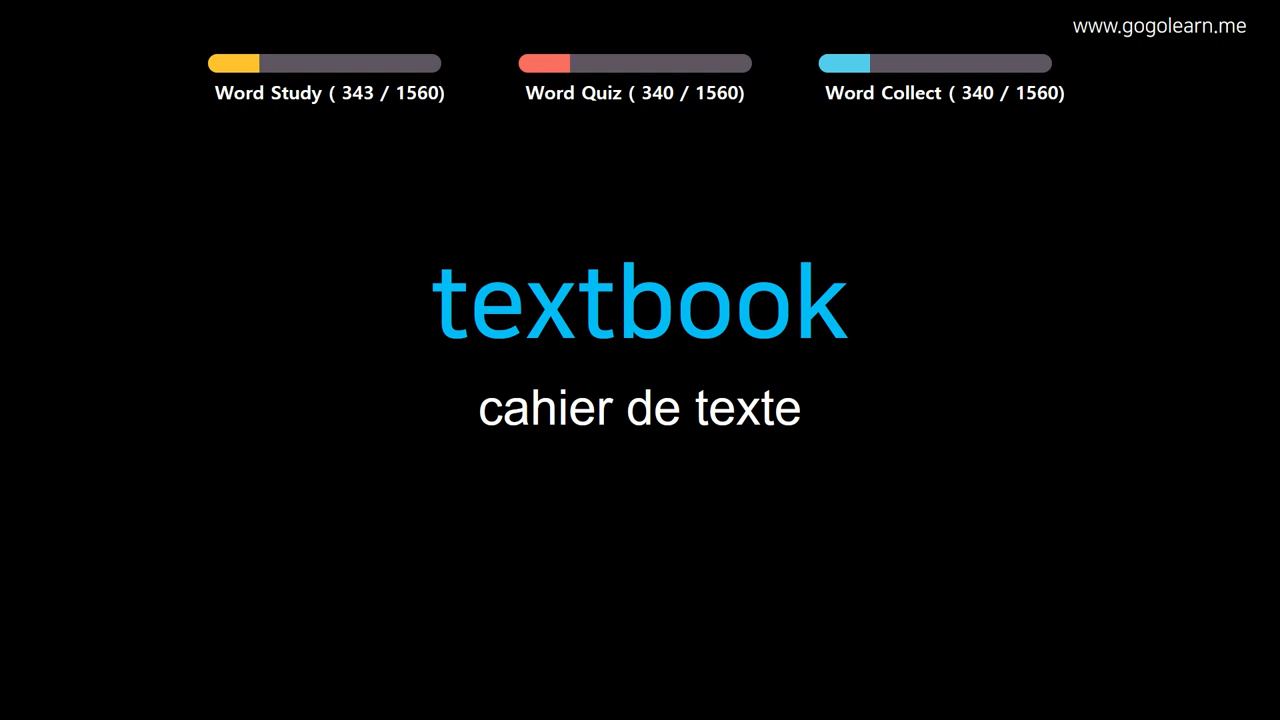 www.gogolearn.me
Word Study ( 343 / 1560)
Word Quiz ( 340 / 1560)
Word Collect ( 340 / 1560)
textbook
cahier de texte